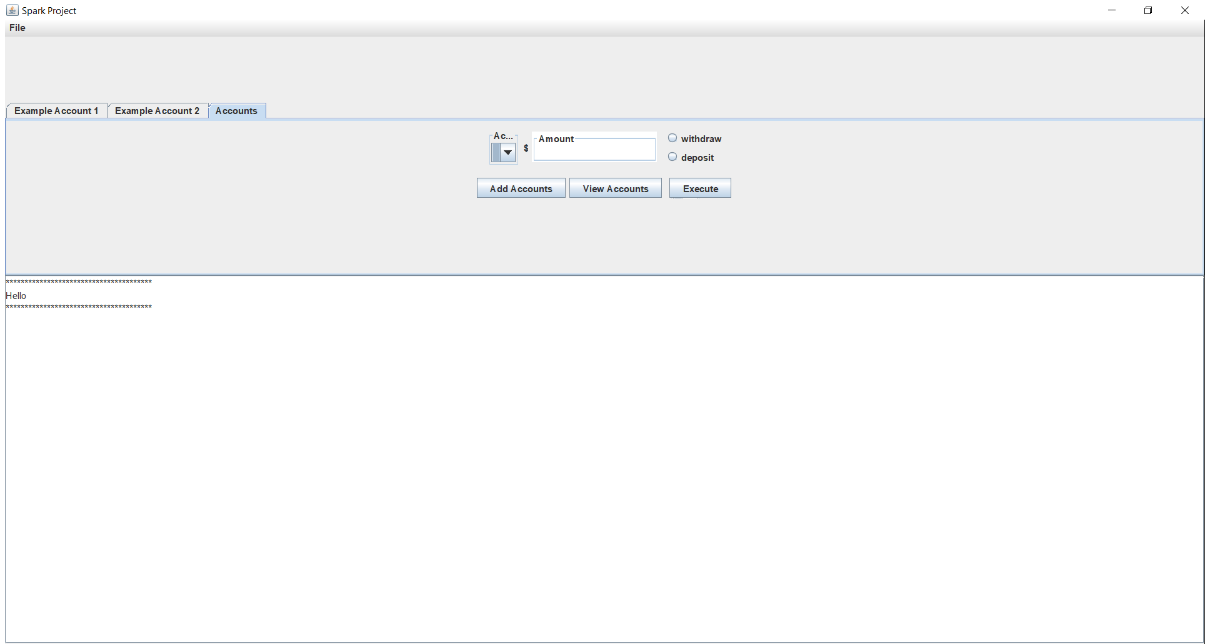 Spark Project
File
Example Account 1 Example Account 2 Accounts
Ac...
$
Amount
withdraw
deposit
Add Accounts View Accounts Execute
***************************************
Hello
***************************************